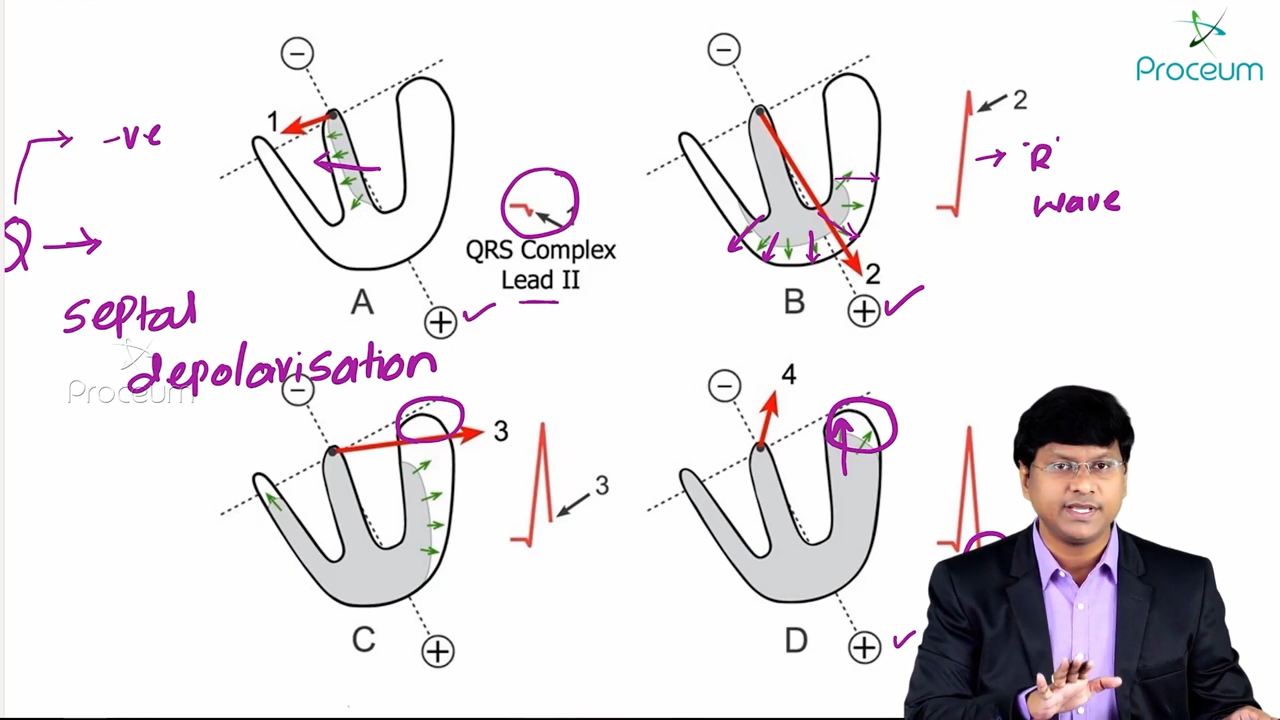 Proceum
−
1
-ve
Q
septal
depolarisation
QRS Complex
Lead II
A
+
−
2
2
'R'
wave
B
+
Proceum
−
3
3
C
+
−
4
D
+